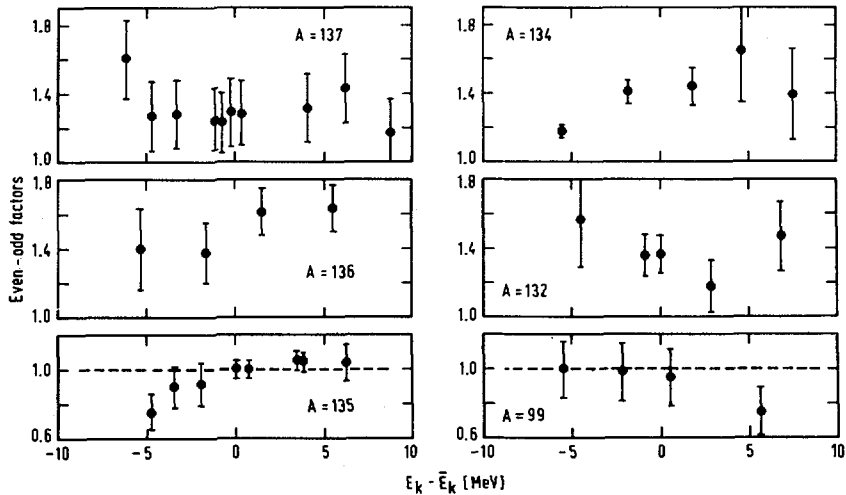 1.8
1.4
1.0
A = 137
1.8
1.4
1.0
A = 134
Even-odd factors
1.8
1.4
1.0
A = 136
1.8
1.4
1.0
A = 132
1.0
0.6
A = 135
1.0
0.6
A = 99
-10 -5 0 5 10 -10 -5 0 5 10
Ek - Ēk [MeV]